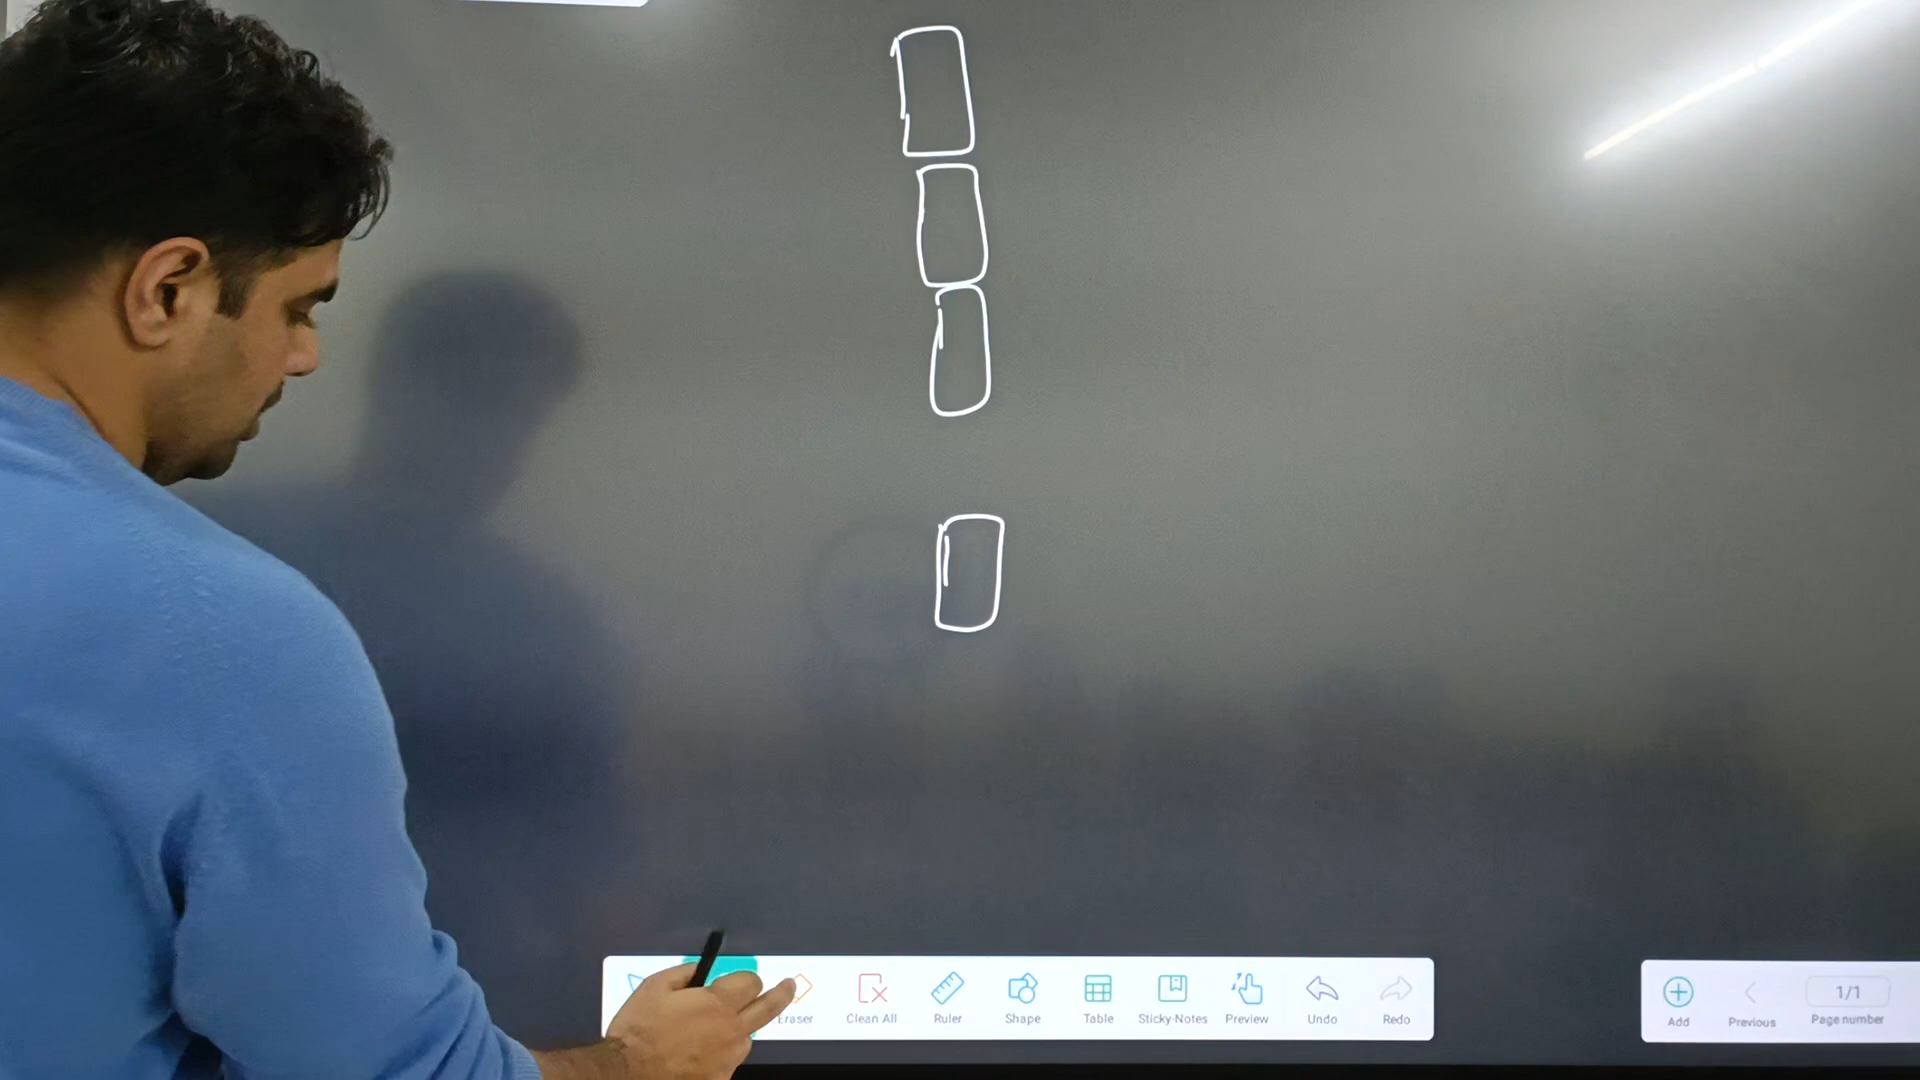 Eraser Clean All Ruler Shape Table Sticky-Notes Preview Undo Redo
Add Previous 1/1 Page number